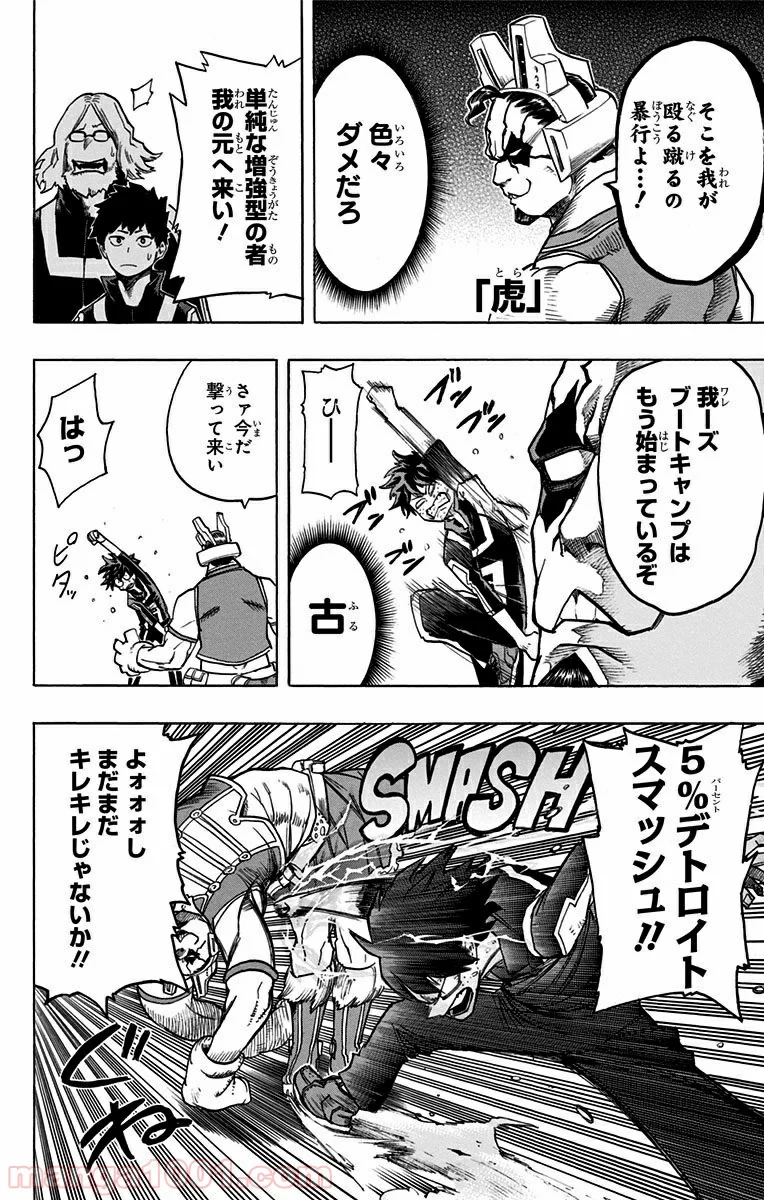 そこを我が
殴る蹴るの
暴行よ…!
色々
ダメだろ
「虎」
単純な増強型の者
我の元へ来い!
我ーズ
ブートキャンプは
もう始まっているぞ
ひ――
古
さァ今だ
撃って来い
はっ
ピタッ
5%デトロイト
スマッシュ!!
SMASH
よォォォし
まだまだ
キレキレじゃないか!!
ぐね
manga1001.com